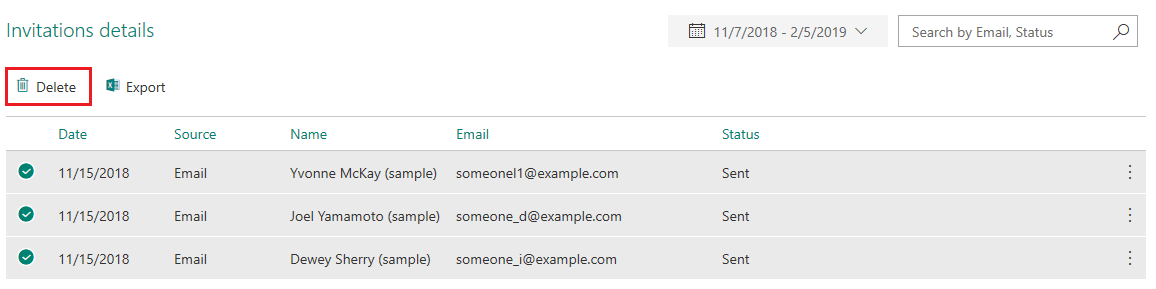 Invitations details
11/7/2018 - 2/5/2019
Search by Email, Status
Delete
Export
Date Source Name Email Status
11/15/2018 Email Yvonne McKay (sample) someonel1@example.com Sent
11/15/2018 Email Joel Yamamoto (sample) someone_d@example.com Sent
11/15/2018 Email Dewey Sherry (sample) someone_i@example.com Sent